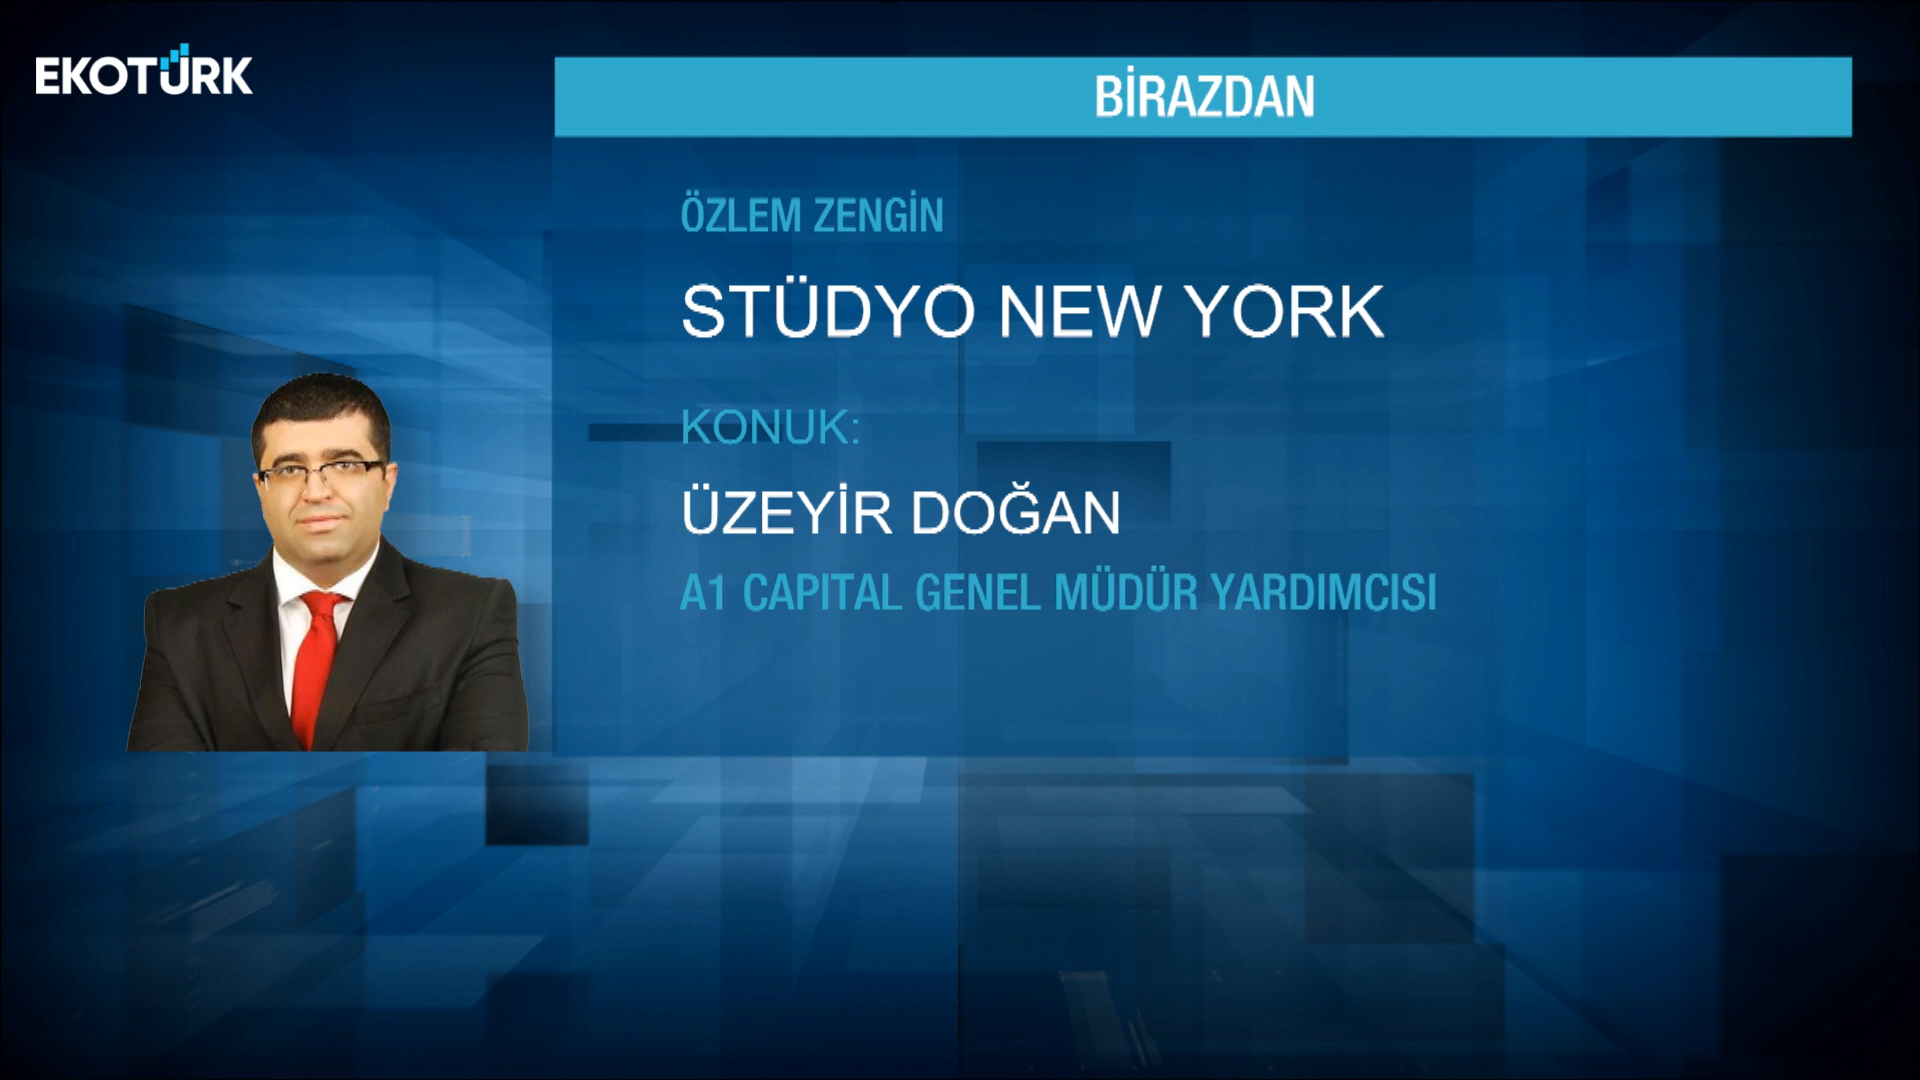 EKOTÜRK
BİRAZDAN
ÖZLEM ZENGİN
STÜDYO NEW YORK
KONUK:
ÜZEYİR DOĞAN
A1 CAPITAL GENEL MÜDÜR YARDIMCISI